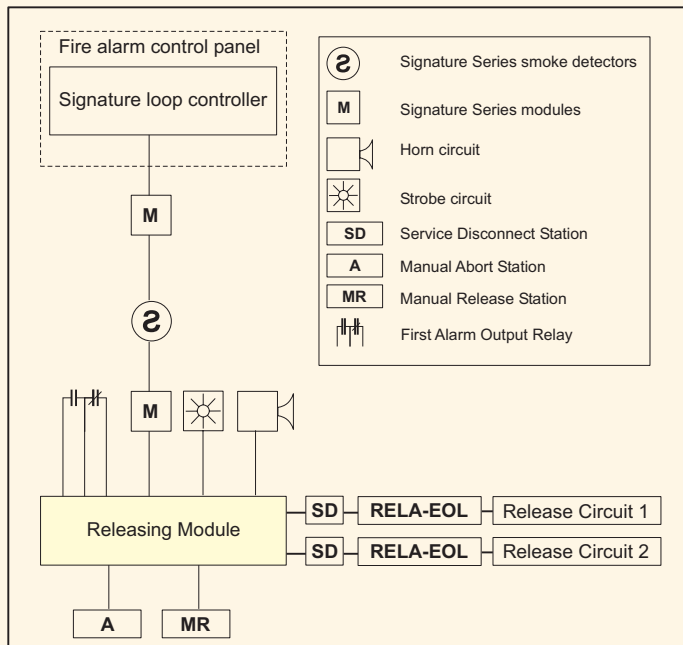 Fire alarm control panel
Signature loop controller
M
S
M
Releasing Module
SD
RELA-EOL
Release Circuit 1
SD
RELA-EOL
Release Circuit 2
A
MR
S
Signature Series smoke detectors
M
Signature Series modules
Horn circuit
Strobe circuit
SD
Service Disconnect Station
A
Manual Abort Station
MR
Manual Release Station
First Alarm Output Relay